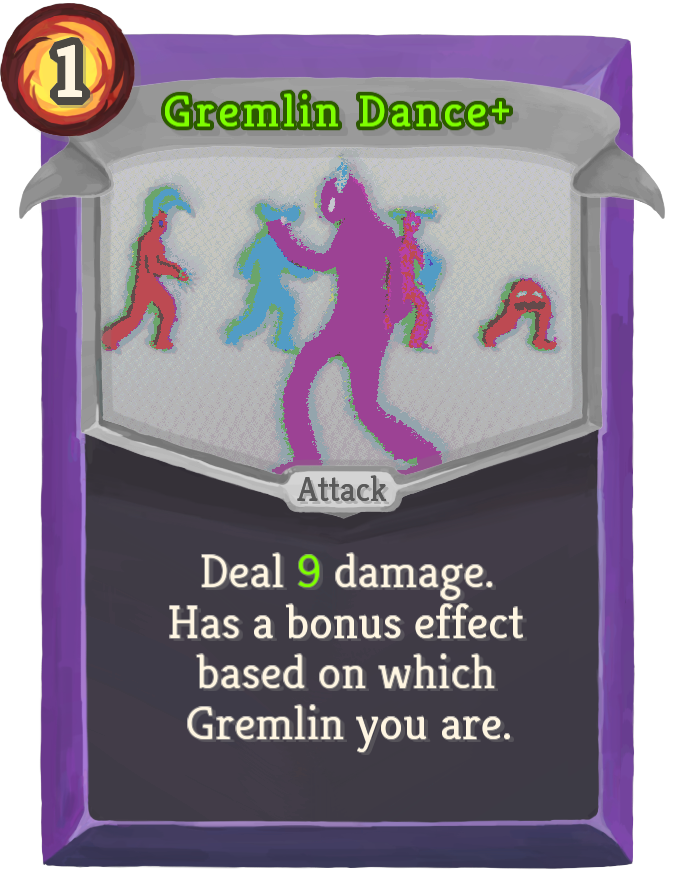 1
Gremlin Dance+
Attack
Deal 9 damage.
Has a bonus effect
based on which
Gremlin you are.